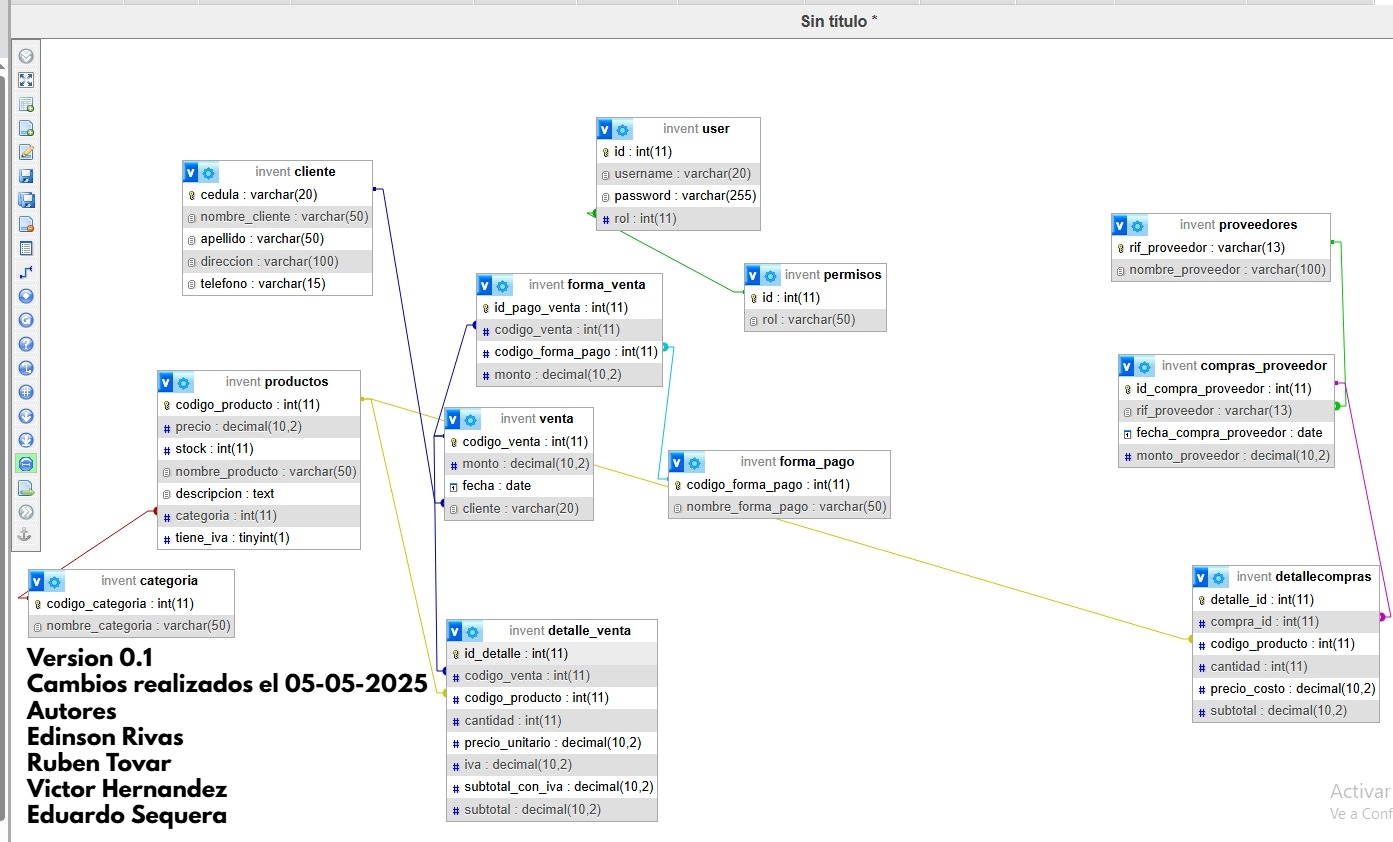 Sin título *
invent user
id : int(11)
username : varchar(20)
password : varchar(255)
rol : int(11)
invent cliente
cedula : varchar(20)
nombre_cliente : varchar(50)
apellido : varchar(50)
direccion : varchar(100)
telefono : varchar(15)
invent proveedores
rif_proveedor : varchar(13)
nombre_proveedor : varchar(100)
invent permisos
id : int(11)
rol : varchar(50)
invent forma_venta
id_pago_venta : int(11)
codigo_venta : int(11)
codigo_forma_pago : int(11)
monto : decimal(10,2)
invent compras_proveedor
id_compra_proveedor : int(11)
rif_proveedor : varchar(13)
fecha_compra_proveedor : date
monto_proveedor : decimal(10,2)
invent productos
codigo_producto : int(11)
precio : decimal(10,2)
stock : int(11)
nombre_producto : varchar(50)
descripcion : text
categoria : int(11)
tiene_iva : tinyint(1)
invent venta
codigo_venta : int(11)
monto : decimal(10,2)
fecha : date
cliente : varchar(20)
invent forma_pago
codigo_forma_pago : int(11)
nombre_forma_pago : varchar(50)
invent categoria
codigo_categoria : int(11)
nombre_categoria : varchar(50)
invent detallecompras
detalle_id : int(11)
compra_id : int(11)
codigo_producto : int(11)
cantidad : int(11)
precio_costo : decimal(10,2)
subtotal : decimal(10,2)
invent detalle_venta
id_detalle : int(11)
codigo_venta : int(11)
codigo_producto : int(11)
cantidad : int(11)
precio_unitario : decimal(10,2)
iva : decimal(10,2)
subtotal_con_iva : decimal(10,2)
subtotal : decimal(10,2)
Version 0.1
Cambios realizados el 05-05-2025
Autores
Edinson Rivas
Ruben Tovar
Victor Hernandez
Eduardo Sequera
Activar
Ve a Conf